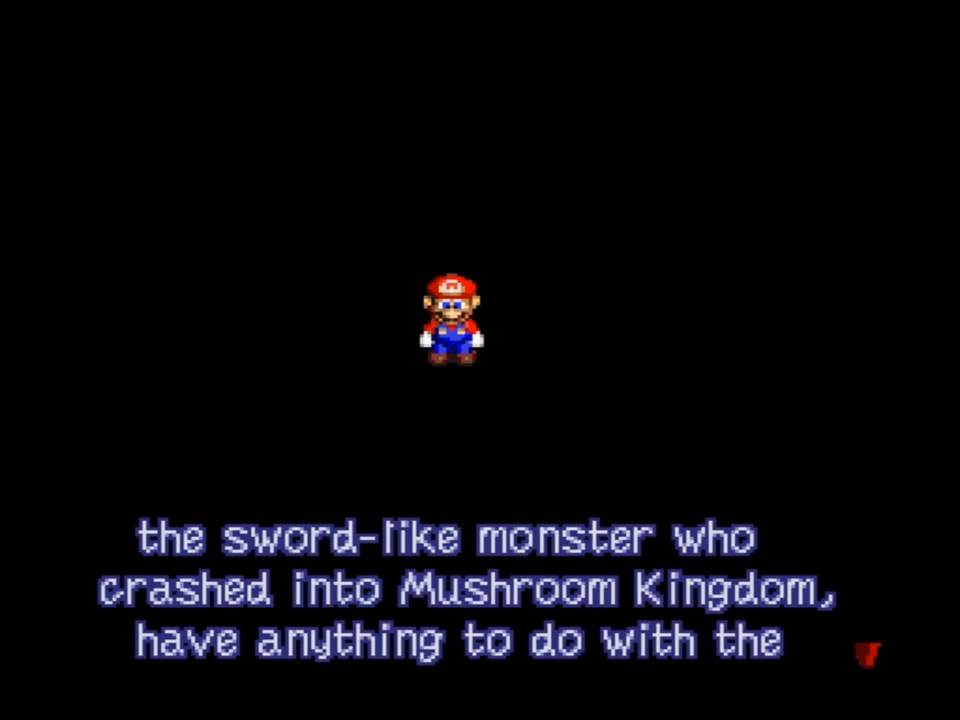 the sword-like monster who
crashed into Mushroom Kingdom,
have anything to do with the